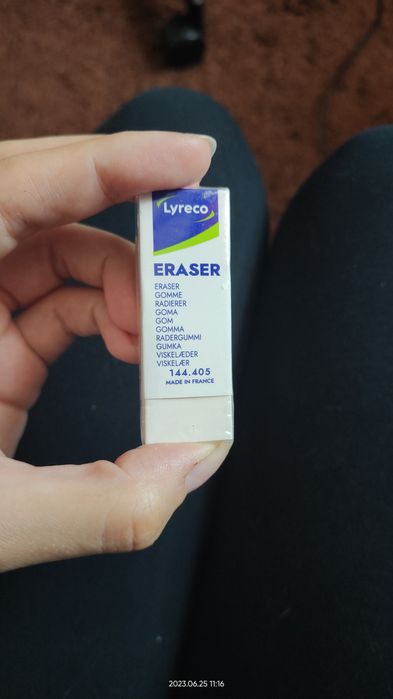 Lyreco
ERASER
ERASER
GOMME
RADIERER
GOMA
GOM
GOMMA
RADERGUMMI
GUMKA
VISKELÆDER
VISKELÆR
144.405
MADE IN FRANCE
2023.06.25 11:16